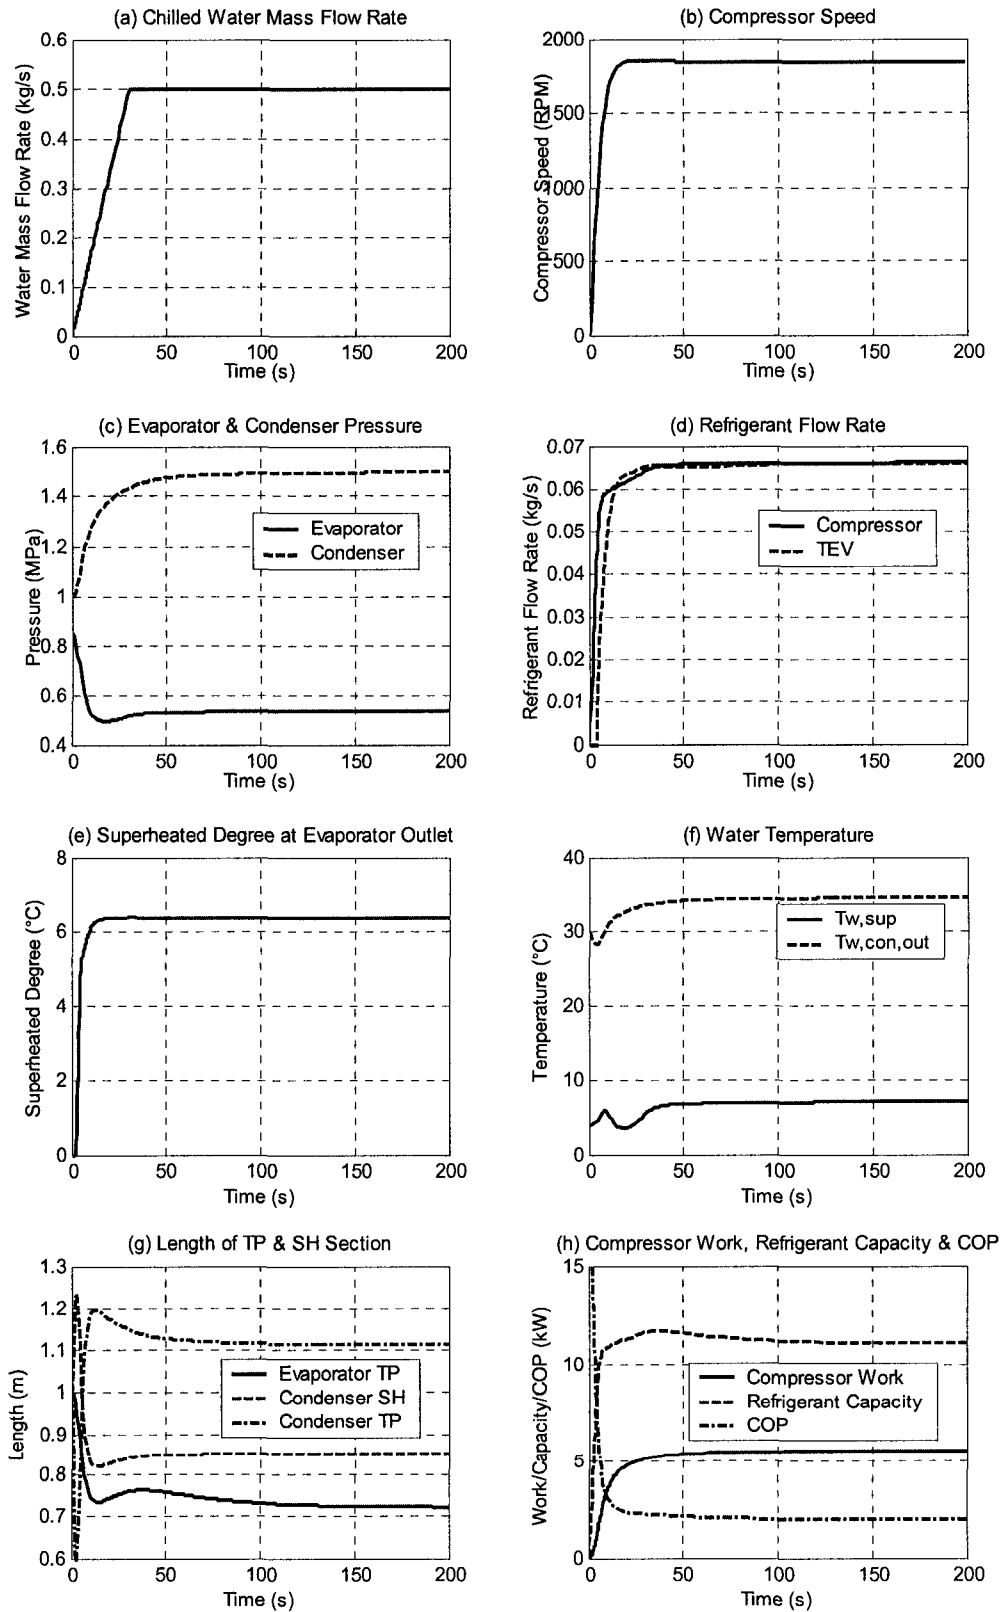 (a) Chilled Water Mass Flow Rate
Water Mass Flow Rate (kg/s)
0.6
0.5
0.4
0.3
0.2
0.1
0
0 50 100 150 200
Time (s)
(b) Compressor Speed
Compressor Speed (RPM)
2000
1500
1000
500
0
0 50 100 150 200
Time (s)
(c) Evaporator & Condenser Pressure
Pressure (MPa)
1.6
1.4
1.2
1
0.8
0.6
0.4
Evaporator
Condenser
0 50 100 150 200
Time (s)
(d) Refrigerant Flow Rate
Refrigerant Flow Rate (kg/s)
0.07
0.06
0.05
0.04
0.03
0.02
0.01
0
Compressor
TEV
0 50 100 150 200
Time (s)
(e) Superheated Degree at Evaporator Outlet
Superheated Degree (°C)
8
6
4
2
0
0 50 100 150 200
Time (s)
(f) Water Temperature
Temperature (°C)
40
30
20
10
0
Tw,sup
Tw,con,out
0 50 100 150 200
Time (s)
(g) Length of TP & SH Section
Length (m)
1.3
1.2
1.1
1
0.9
0.8
0.7
0.6
Evaporator TP
Condenser SH
Condenser TP
0 50 100 150 200
Time (s)
(h) Compressor Work, Refrigerant Capacity & COP
Work/Capacity/COP (kW)
15
10
5
0
Compressor Work
Refrigerant Capacity
COP
0 50 100 150 200
Time (s)